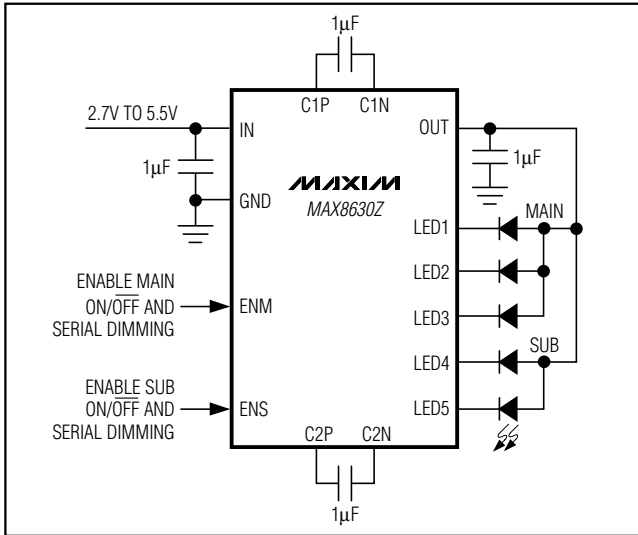 1µF
C1P C1N
2.7V TO 5.5V
IN
OUT
1µF
1µF
MAXIM
MAX8630Z
GND
MAIN
LED1
LED2
ENABLE MAIN
ON/OFF AND
SERIAL DIMMING
ENM
LED3
SUB
LED4
ENABLE SUB
ON/OFF AND
SERIAL DIMMING
ENS
LED5
C2P C2N
1µF